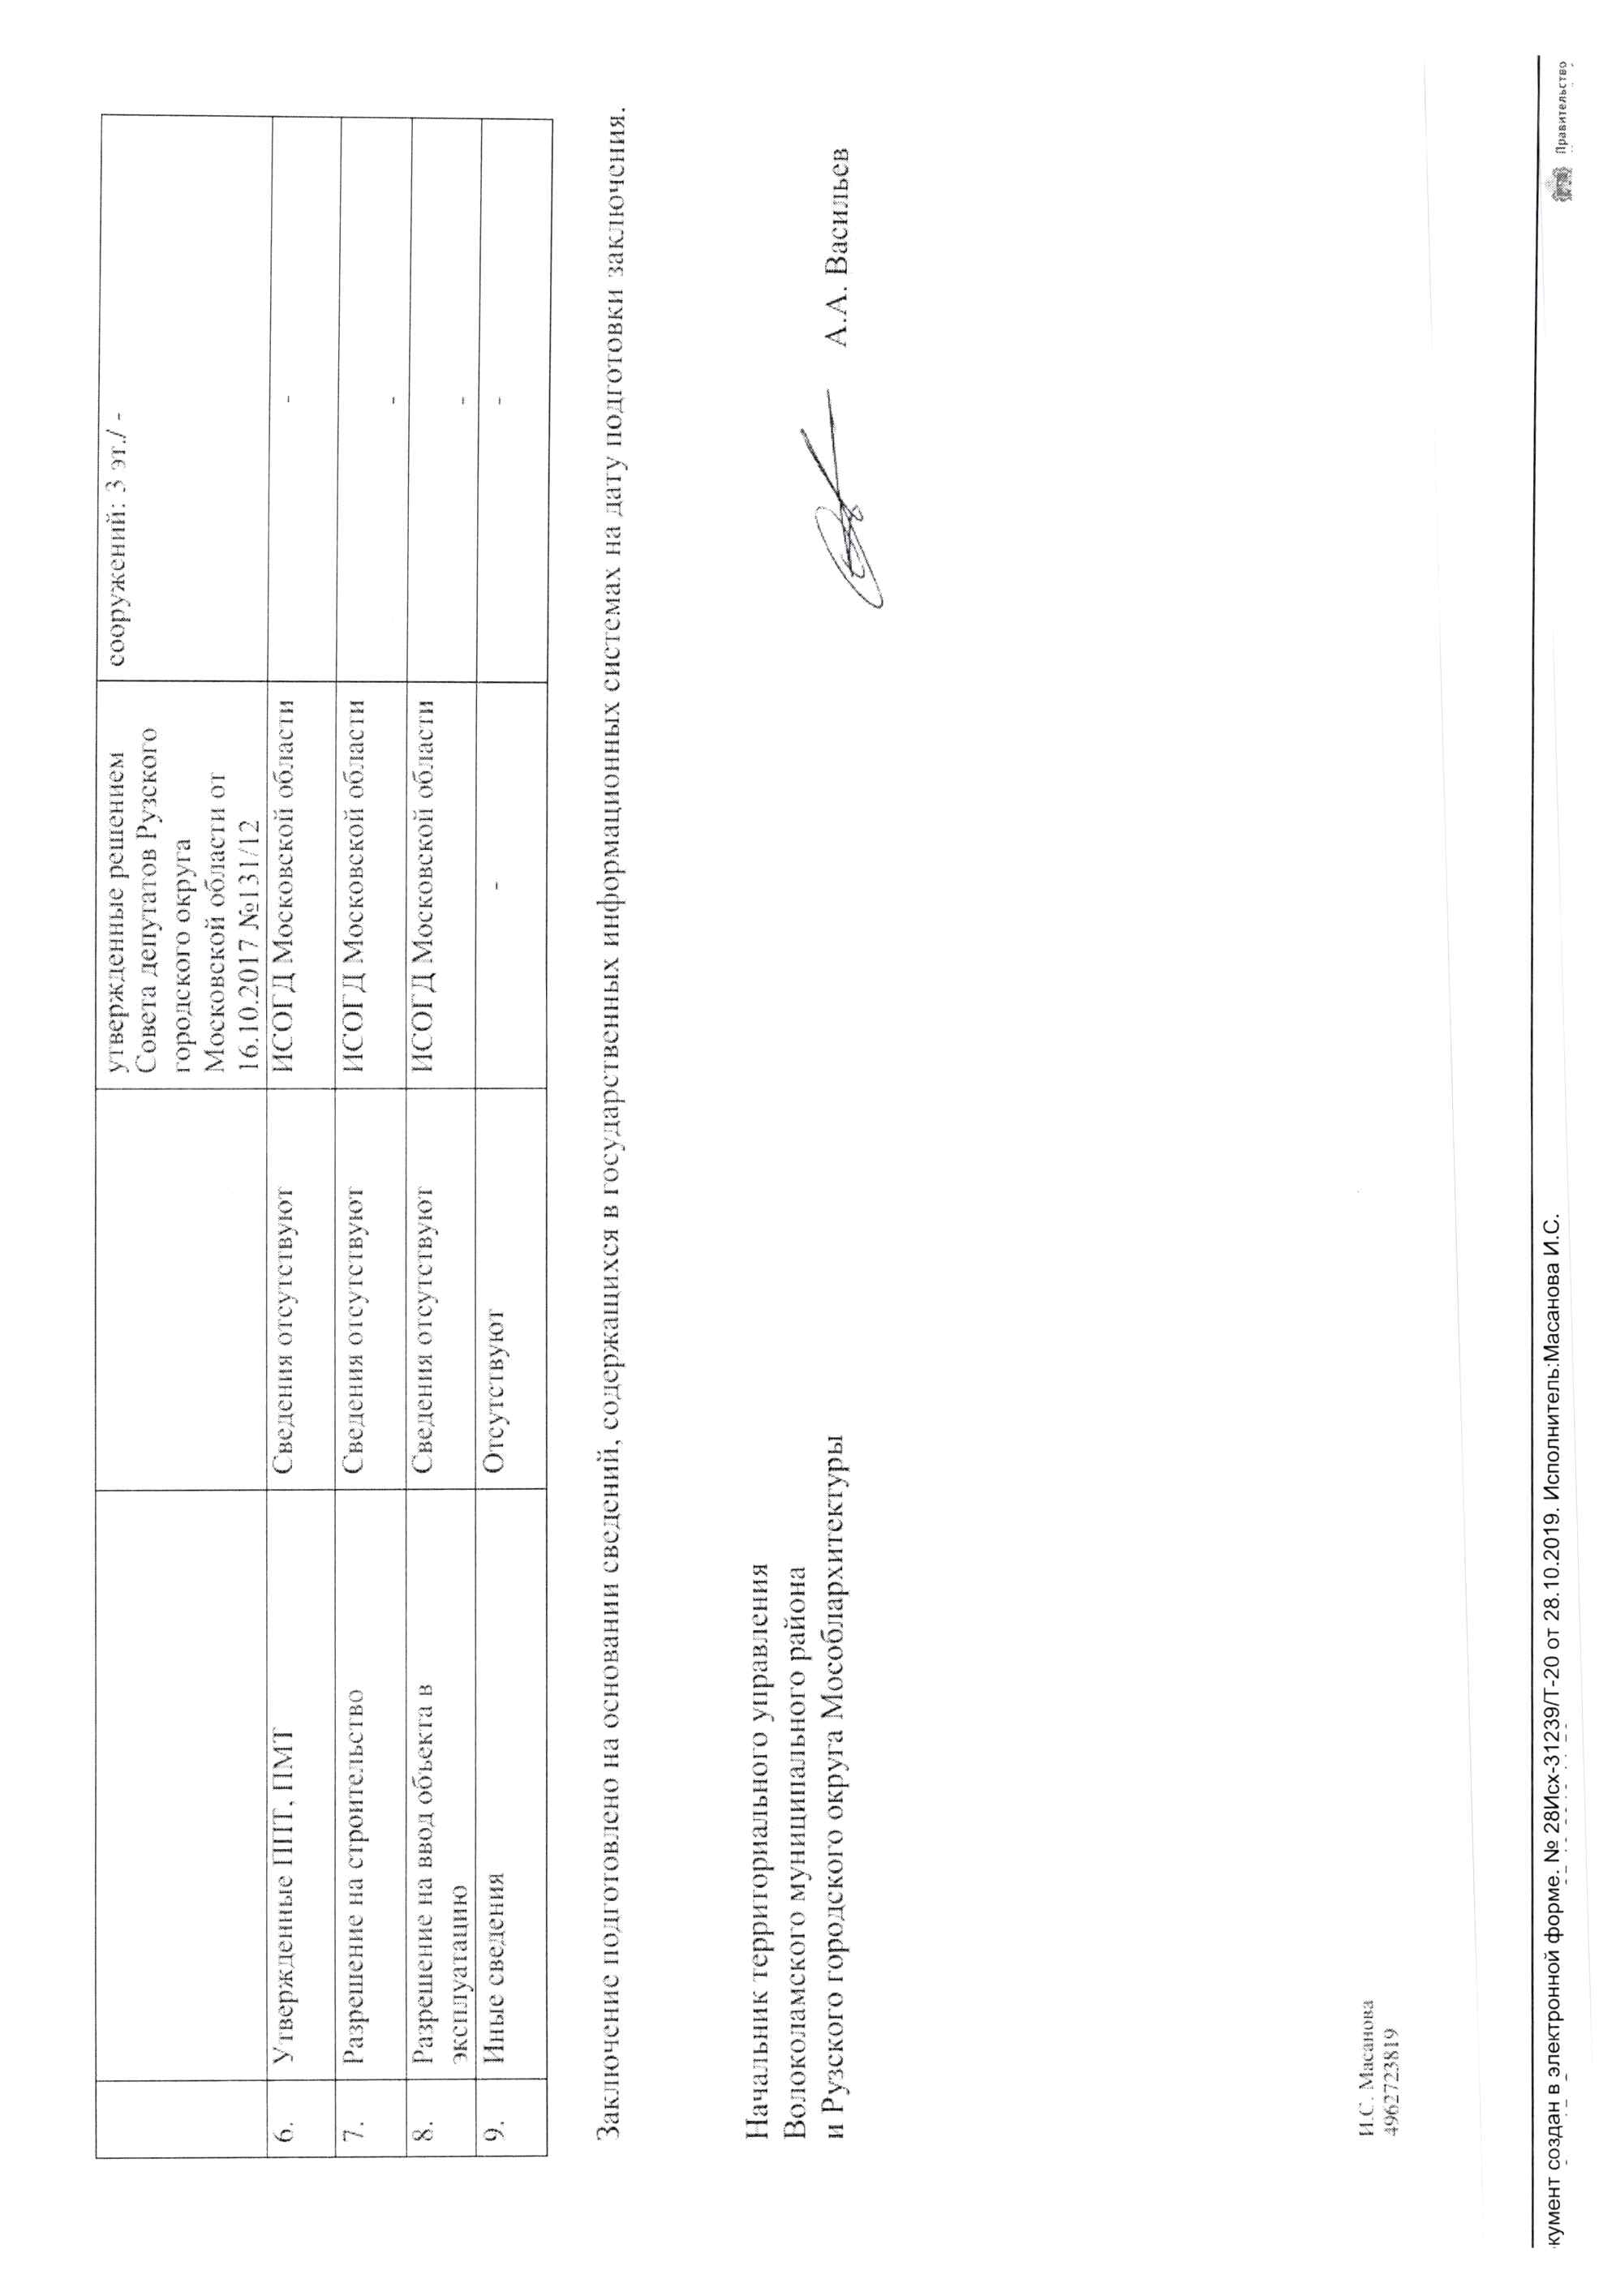 утвержденные решением
Совета депутатов Рузского
городского округа
Московской области от
16.10.2017 №131/12
сооружений: 3 эт./ -
6. Утвержденные ППТ, ПМТ Сведения отсутствуют ИСОГД Московской области -
7. Разрешение на строительство Сведения отсутствуют ИСОГД Московской области -
8. Разрешение на ввод объекта в Сведения отсутствуют ИСОГД Московской области -
эксплуатацию
9. Иные сведения Отсутствуют - -
Заключение подготовлено на основании сведений, содержащихся в государственных информационных системах на дату подготовки заключения.
Начальник территориального управления
Волоколамского муниципального района
и Рузского городского округа Мособлархитектуры А.А. Васильев
И.С. Масанова
4962723819
кумент создан в электронной форме. № 28Исх-31239/Т-20 от 28.10.2019. Исполнитель:Масанова И.С.
Правительство